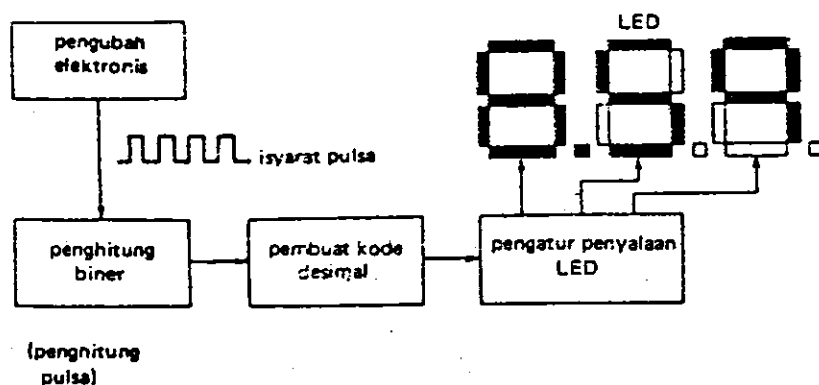 pengubah
elektronis
LED
isyarat pulsa
penghitung
biner
pembuat kode
desimal
pengatur penyalaan
LED
(penghitung
pulsa)